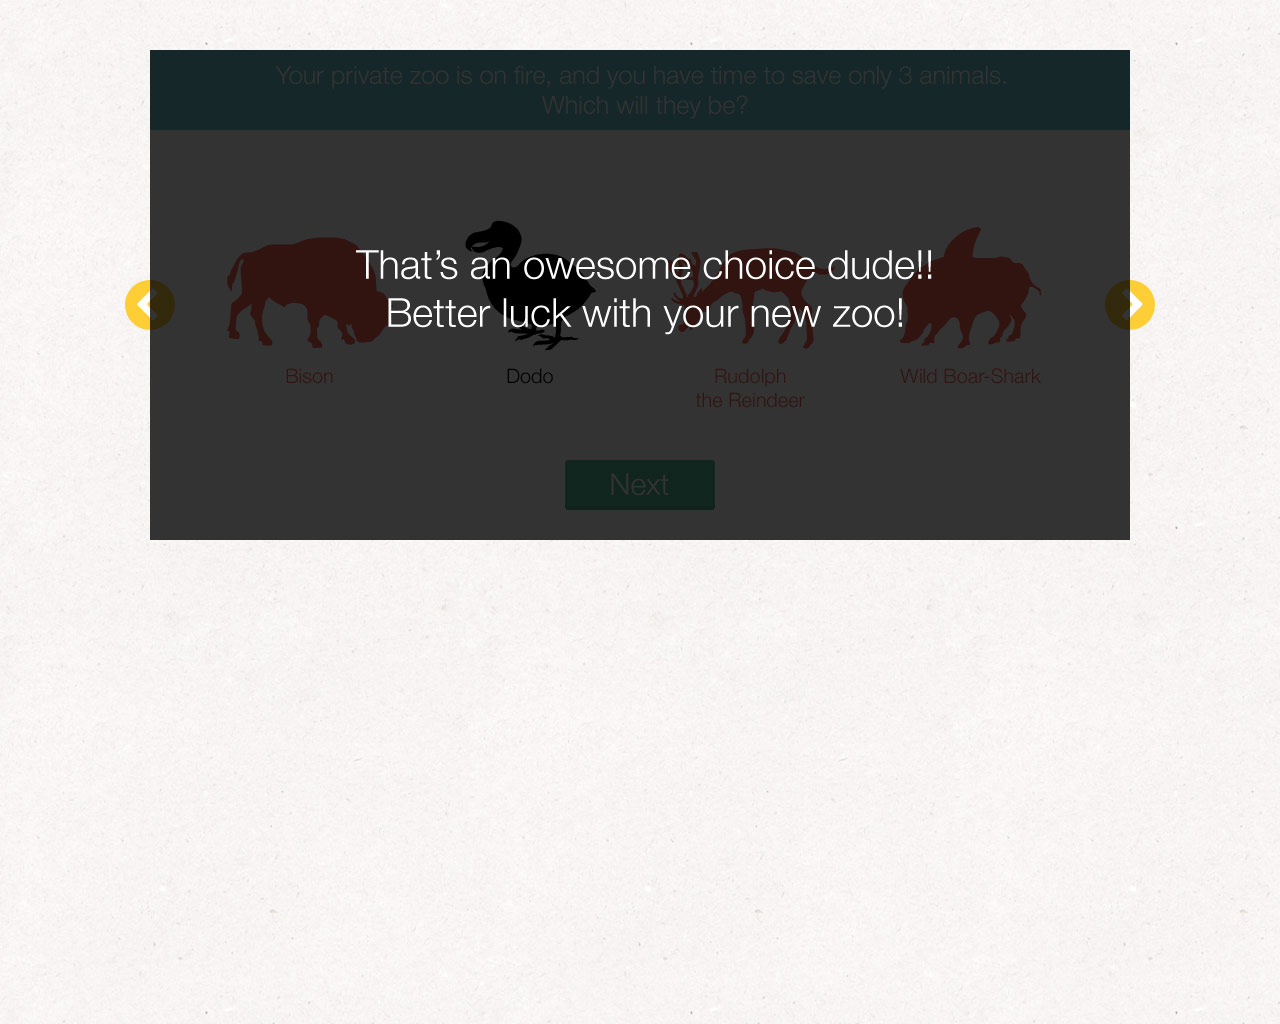 Your private zoo is on fire, and you have time to save only 3 animals.
Which will they be?
That’s an owesome choice dude!!
Better luck with your new zoo!
Bison
Dodo
Rudolph
the Reindeer
Wild Boar-Shark
Next